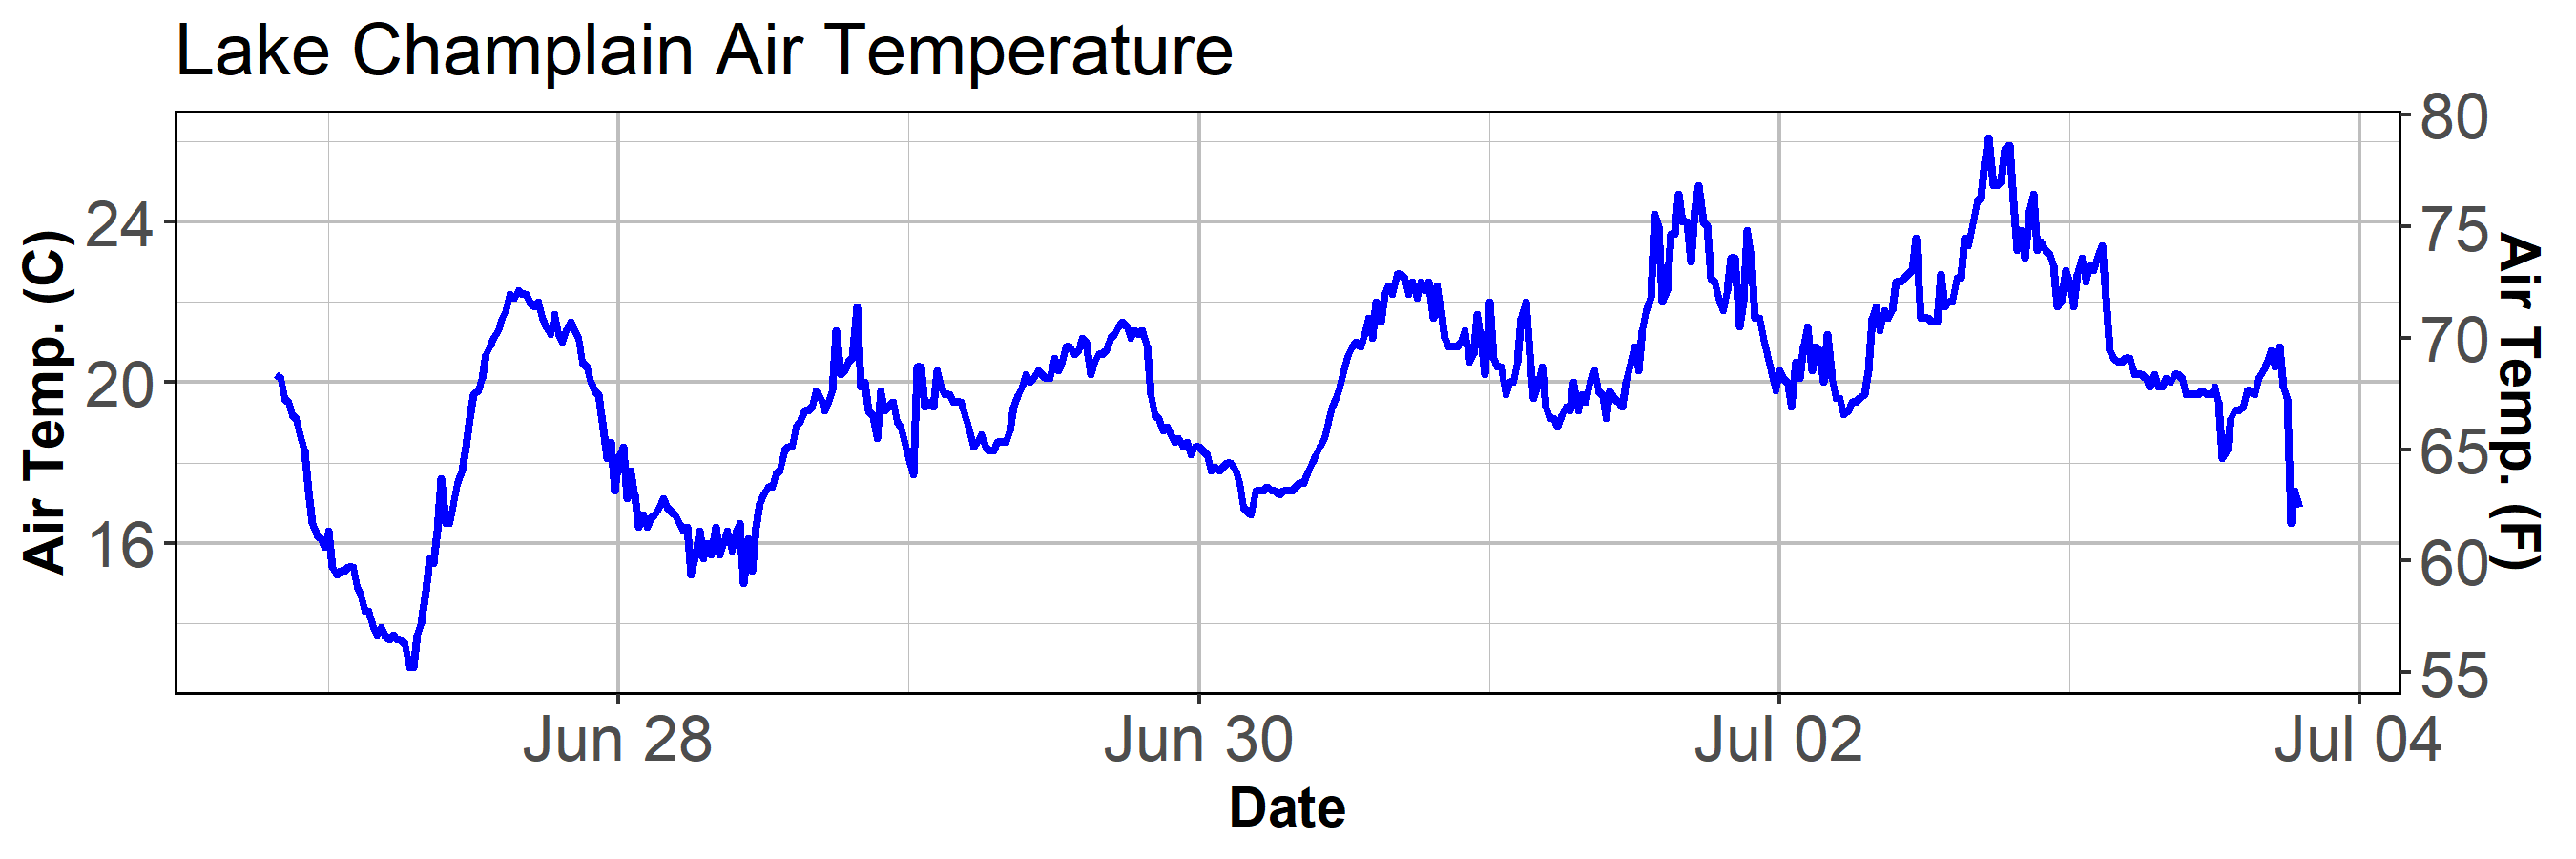 Lake Champlain Air Temperature
Air Temp. (C)
24
20
16
80
75
70
65
60
55
Air Temp. (F)
Jun 28
Jun 30
Jul 02
Jul 04
Date